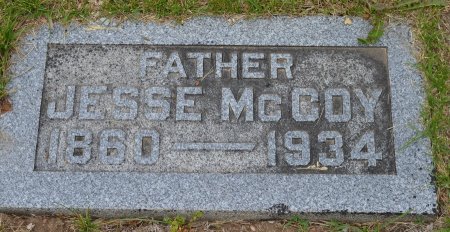 FATHER
JESSE McCOY
1860 — 1934